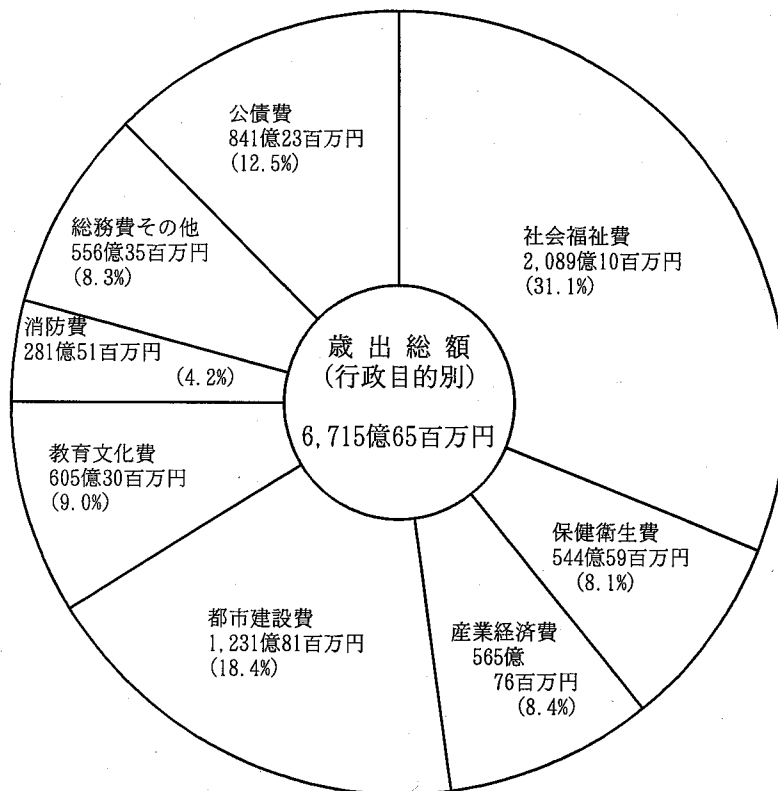 歳出総額
(行政目的別)
6,715億65百万円
社会福祉費
2,089億10百万円
(31.1%)
保健衛生費
544億59百万円
(8.1%)
産業経済費
565億
76百万円
(8.4%)
都市建設費
1,231億81百万円
(18.4%)
教育文化費
605億30百万円
(9.0%)
消防費
281億51百万円
(4.2%)
総務費その他
556億35百万円
(8.3%)
公債費
841億23百万円
(12.5%)